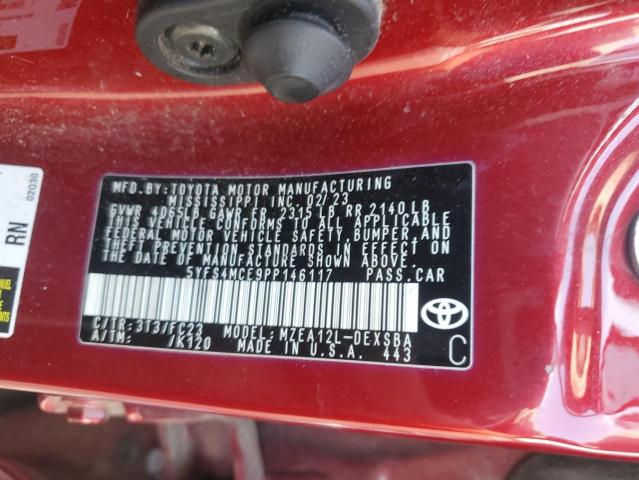 MFD.BY:TOYOTA MOTOR MANUFACTURING
MISSISSIPPI INC. 02/23
GVWR 4065LB GAWR FR 2315 LB RR 2140 LB
THIS VEHICLE CONFORMS TO ALL APPLICABLE
FEDERAL MOTOR VEHICLE SAFETY, BUMPER, AND
THEFT PREVENTION STANDARDS IN EFFECT ON
THE DATE OF MANUFACTURE SHOWN ABOVE.
5YFS4MCE9PP146117 PASS.CAR
C/TR:3T3/FC23 MODEL:MZEA12L-DEXSBA
A/TM: /K120 MADE IN U.S.A. 443
C
RN
02030